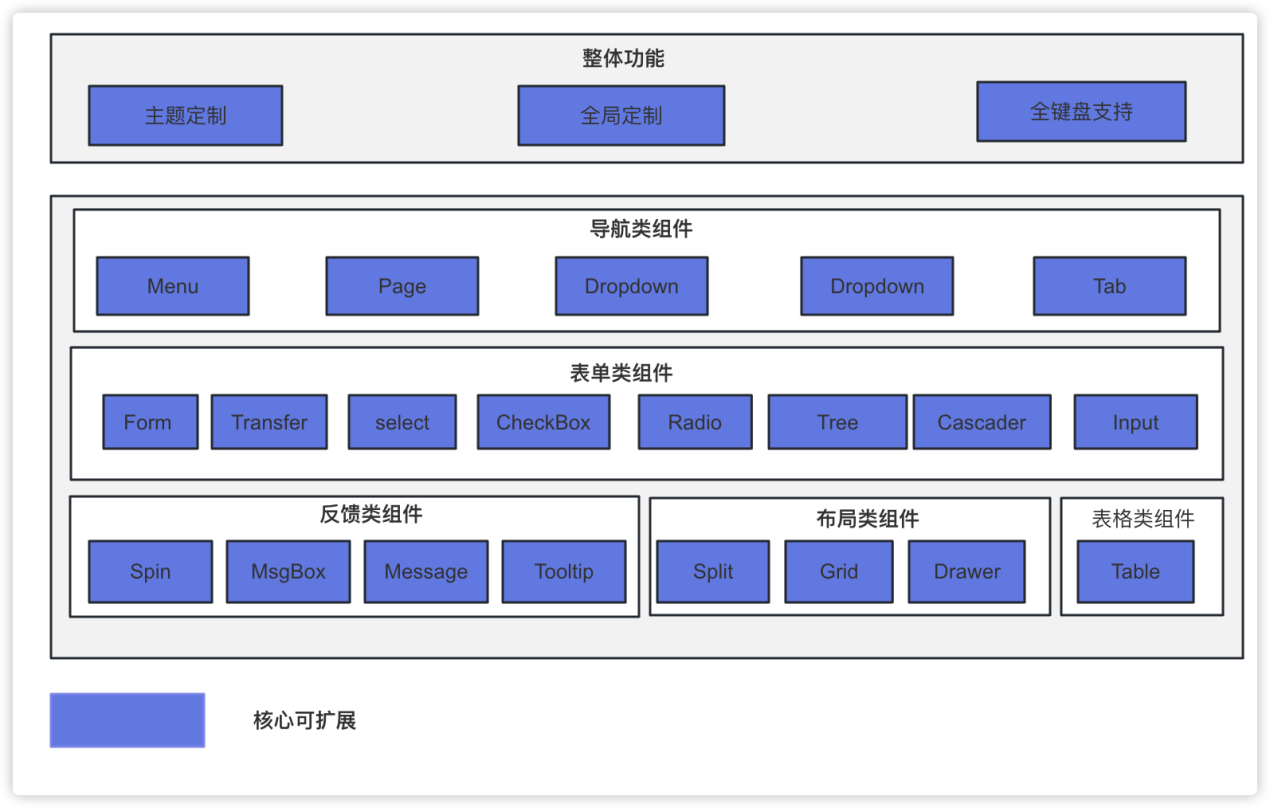 整体功能
主题定制 全局定制 全键盘支持
导航类组件
Menu Page Dropdown Dropdown Tab
表单类组件
Form Transfer select CheckBox Radio Tree Cascader Input
反馈类组件 布局类组件 表格类组件
Spin MsgBox Message Tooltip Split Grid Drawer Table
核心可扩展